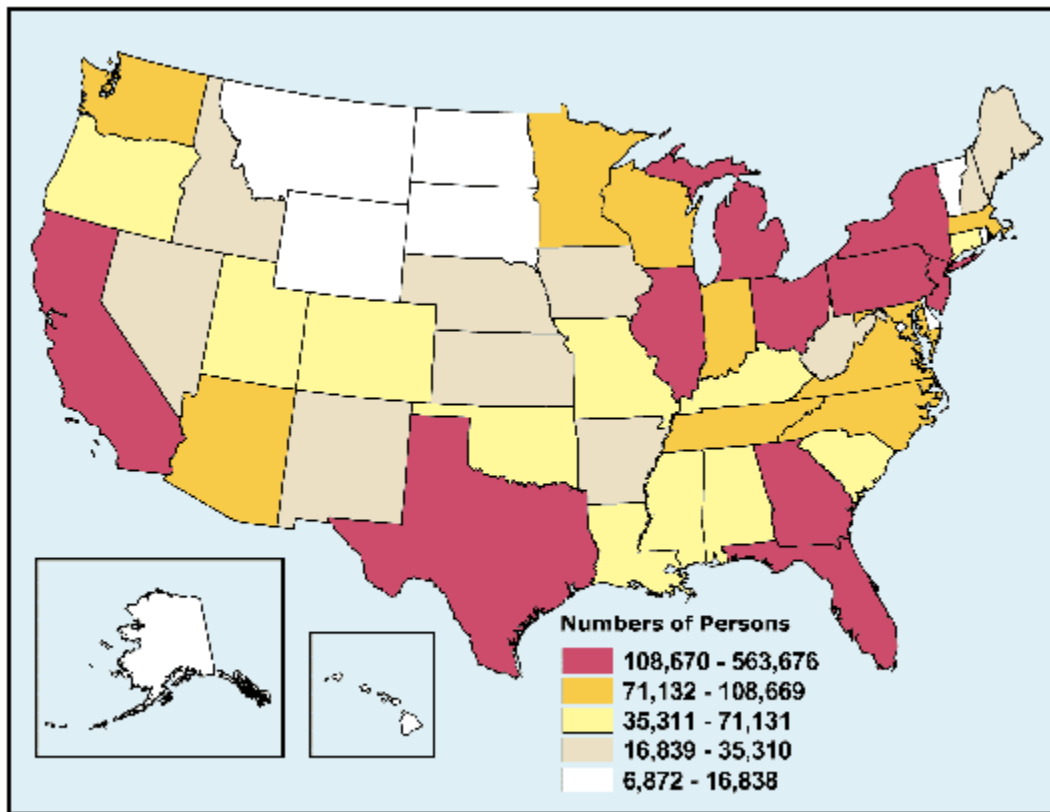 Numbers of Persons
108,670 - 563,676
71,132 - 108,669
35,311 - 71,131
16,839 - 35,310
6,872 - 16,838